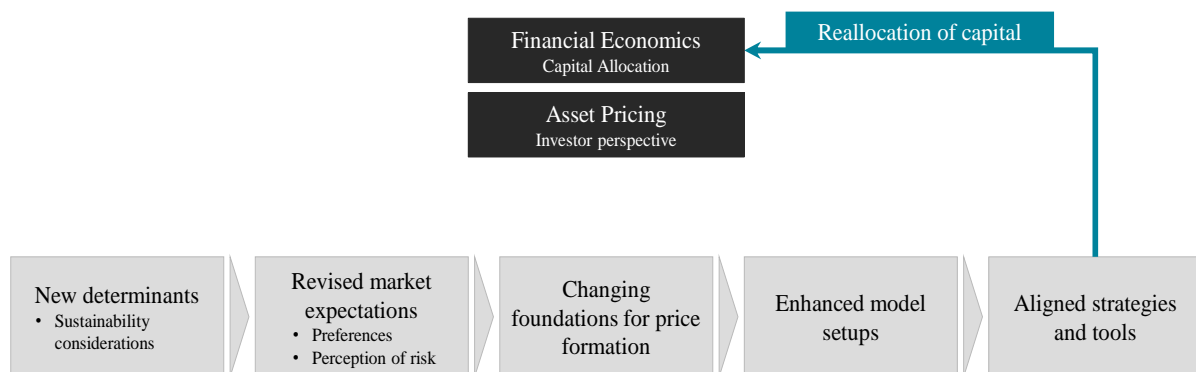 Reallocation of capital
Financial Economics
Capital Allocation
Asset Pricing
Investor perspective
New determinants
• Sustainability
considerations
Revised market
expectations
• Preferences
• Perception of risk
Changing
foundations for price
formation
Enhanced model
setups
Aligned strategies
and tools